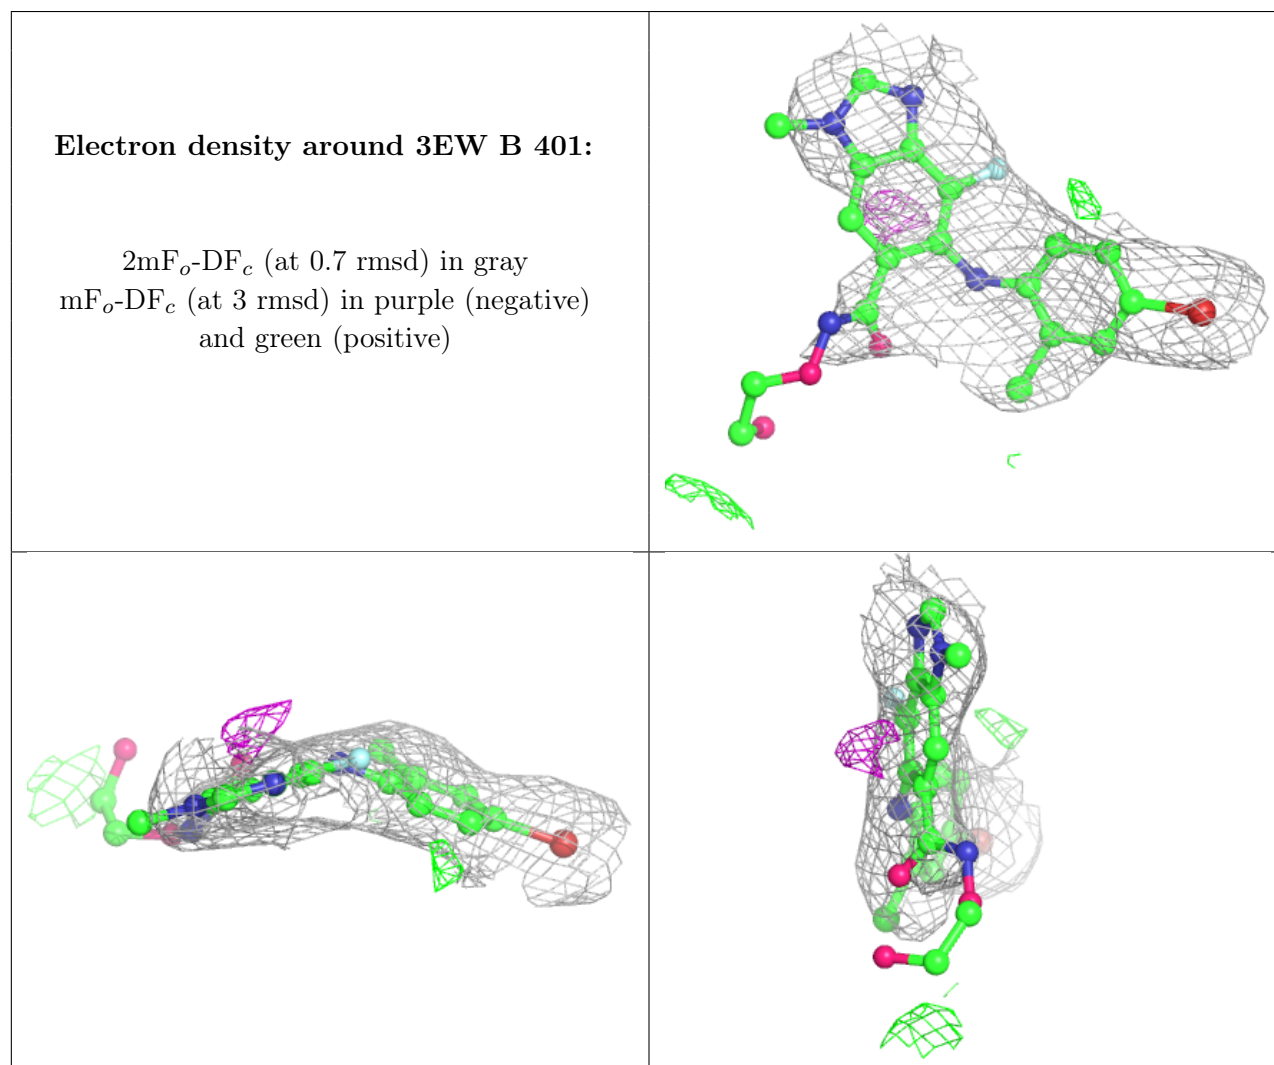 Electron density around 3EW B 401:
2mFₒ-DF𝒸 (at 0.7 rmsd) in gray
mFₒ-DF𝒸 (at 3 rmsd) in purple (negative)
and green (positive)